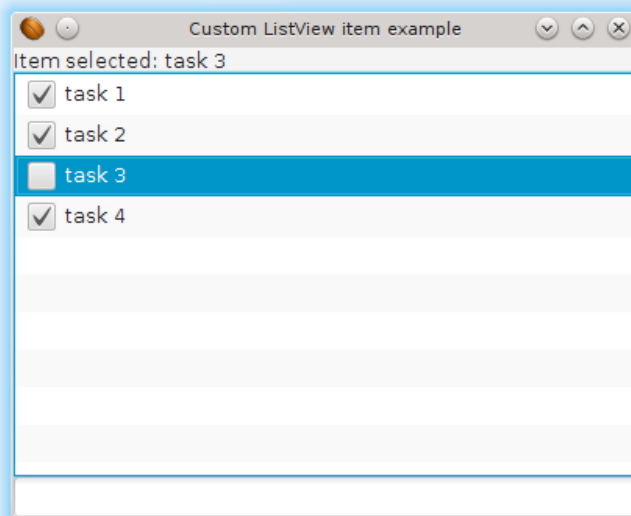 Custom ListView item example
Item selected: task 3
task 1
task 2
task 3
task 4